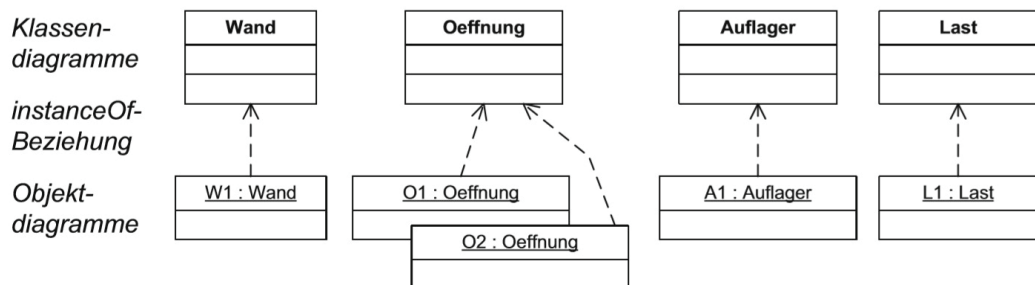 Klassen-
diagramme
Wand
Oeffnung
Auflager
Last
instanceOf-
Beziehung
Objekt-
diagramme
W1 : Wand
O1 : Oeffnung
A1 : Auflager
L1 : Last
O2 : Oeffnung